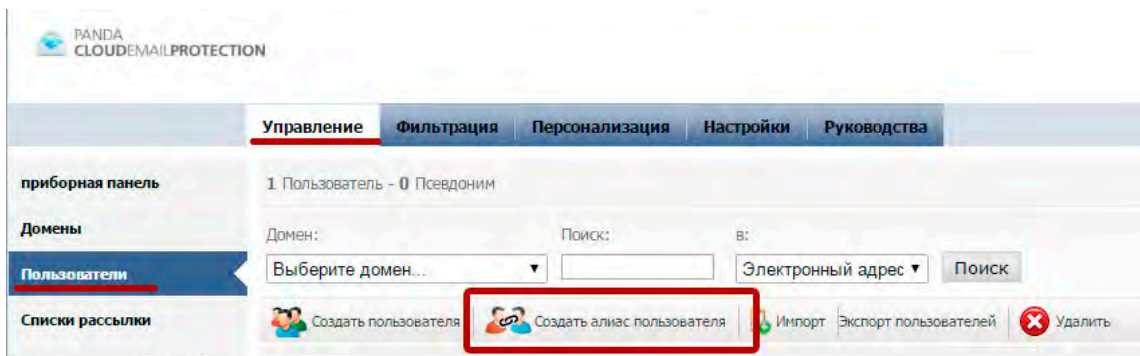 PANDA
CLOUDEMAILPROTECTION
Управление Фильтрация Персонализация Настройки Руководства
приборная панель
1 Пользователь - 0 Псевдоним
Домены
Домен: Поиск: в:
Выберите домен... Электронный адрес Поиск
Пользователи
Списки рассылки
Создать пользователя Создать алиас пользователя Импорт Экспорт пользователей Удалить